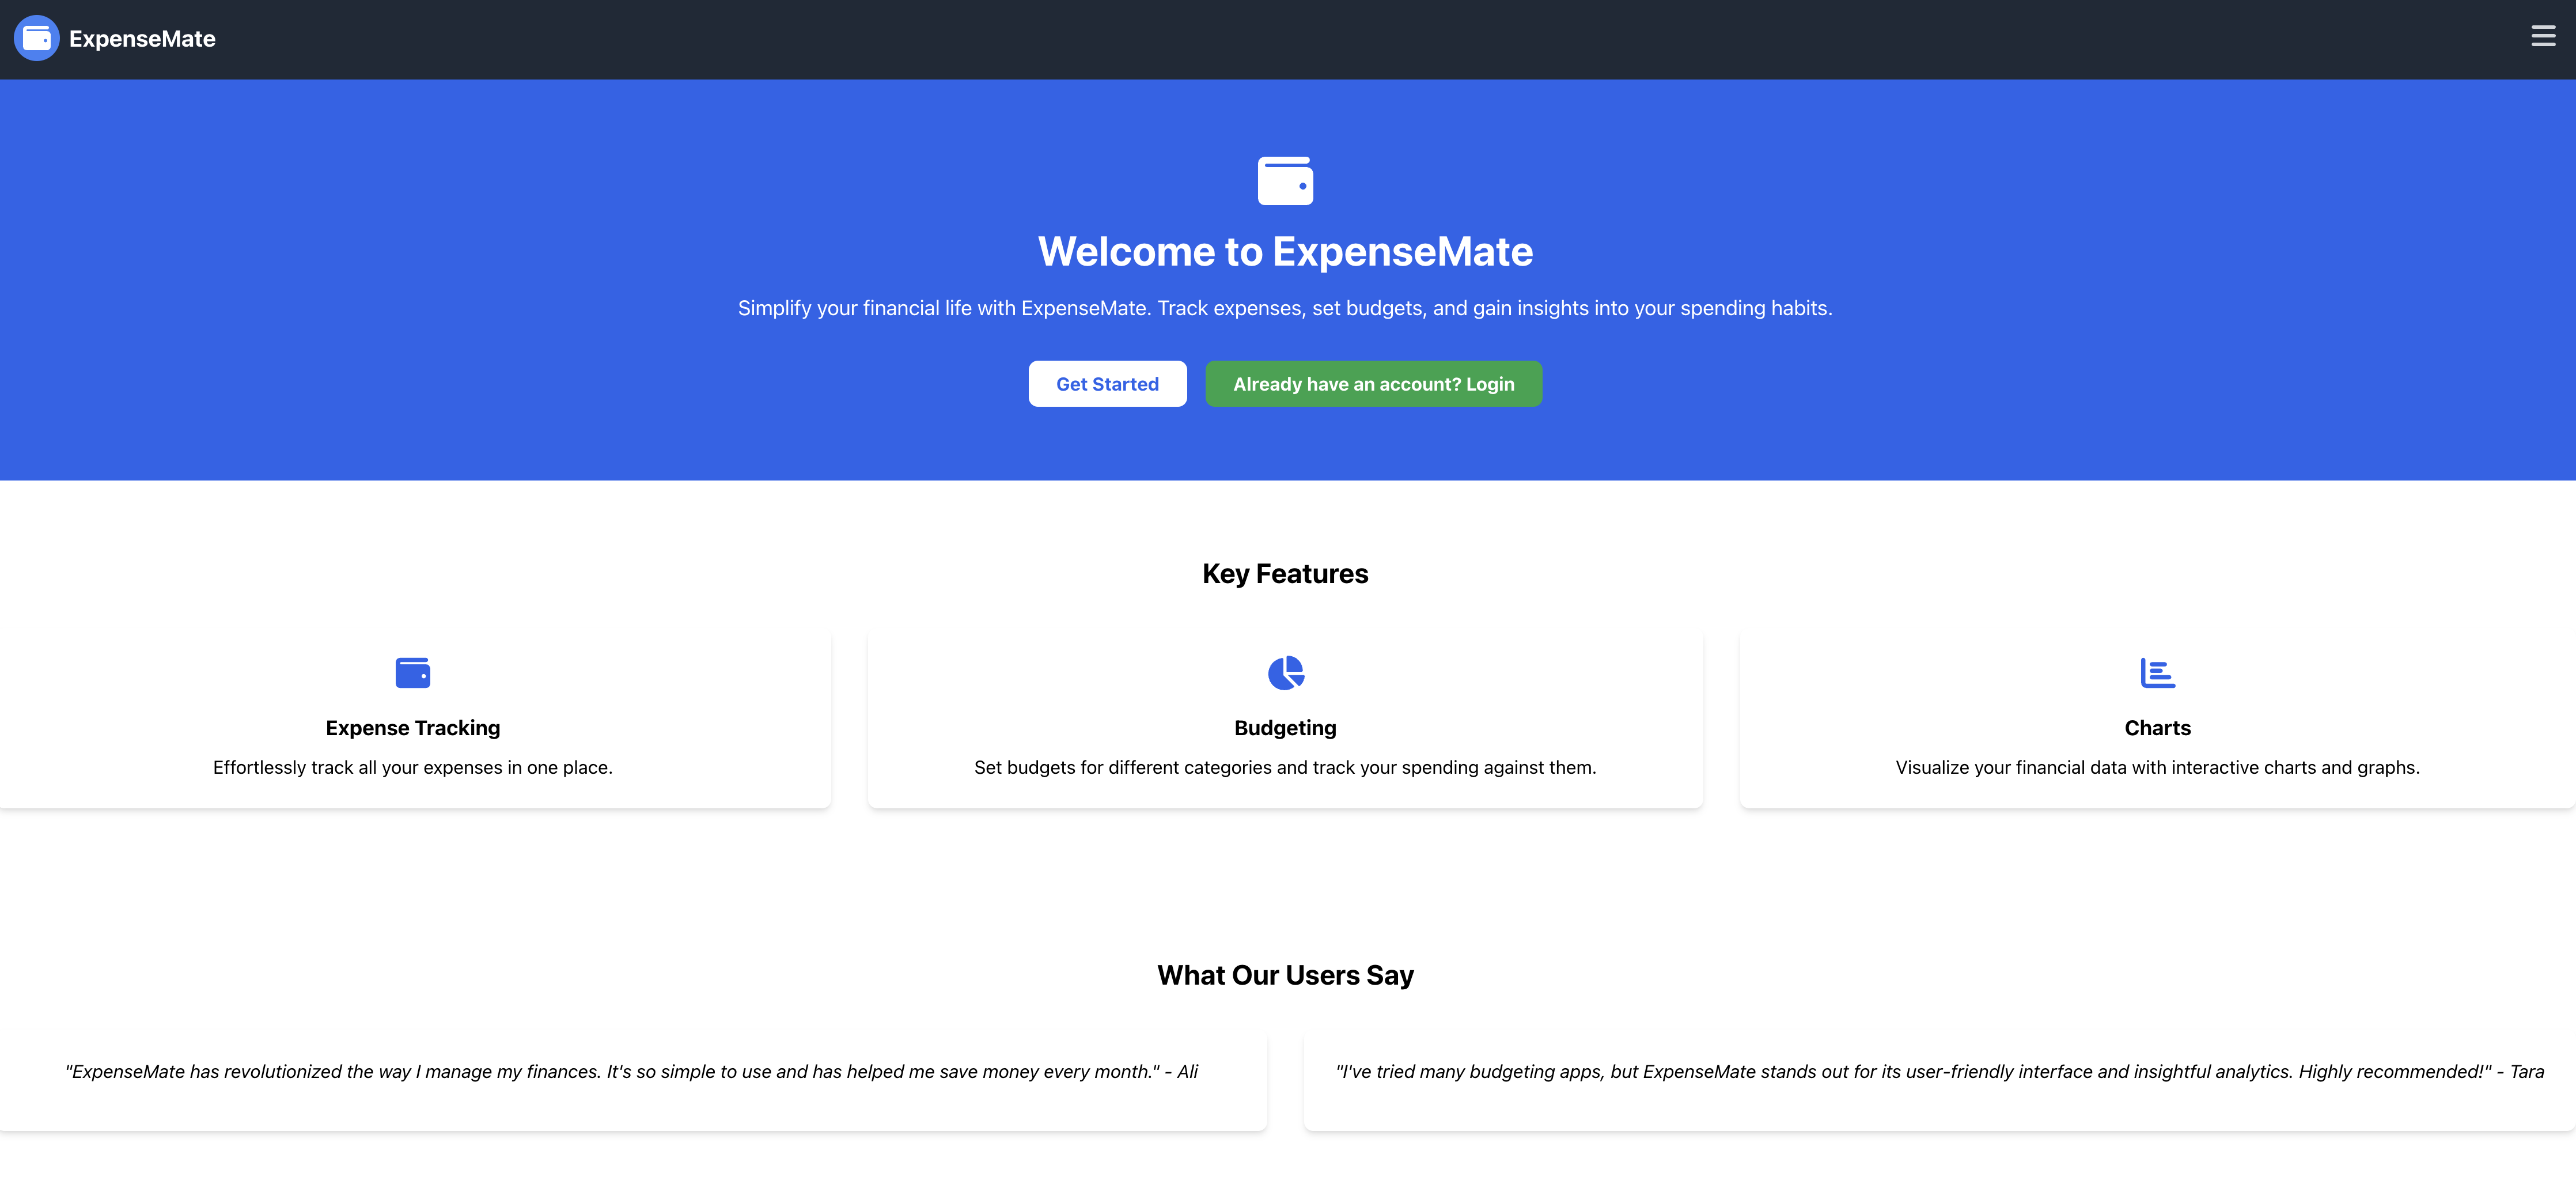 ExpenseMate
Welcome to ExpenseMate
Simplify your financial life with ExpenseMate. Track expenses, set budgets, and gain insights into your spending habits.
Get Started
Already have an account? Login
Key Features
Expense Tracking
Effortlessly track all your expenses in one place.
Budgeting
Set budgets for different categories and track your spending against them.
Charts
Visualize your financial data with interactive charts and graphs.
What Our Users Say
"ExpenseMate has revolutionized the way I manage my finances. It's so simple to use and has helped me save money every month." - Ali
"I've tried many budgeting apps, but ExpenseMate stands out for its user-friendly interface and insightful analytics. Highly recommended!" - Tara